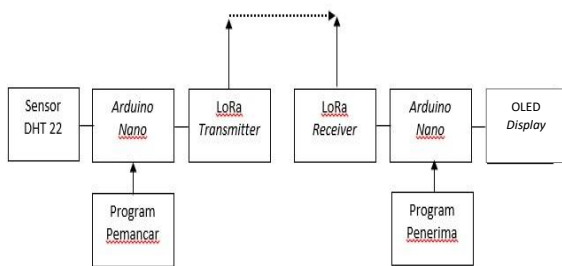 Sensor
DHT 22
Arduino
Nano
LoRa
Transmitter
LoRa
Receiver
Arduino
Nano
OLED
Display
Program
Pemancar
Program
Penerima